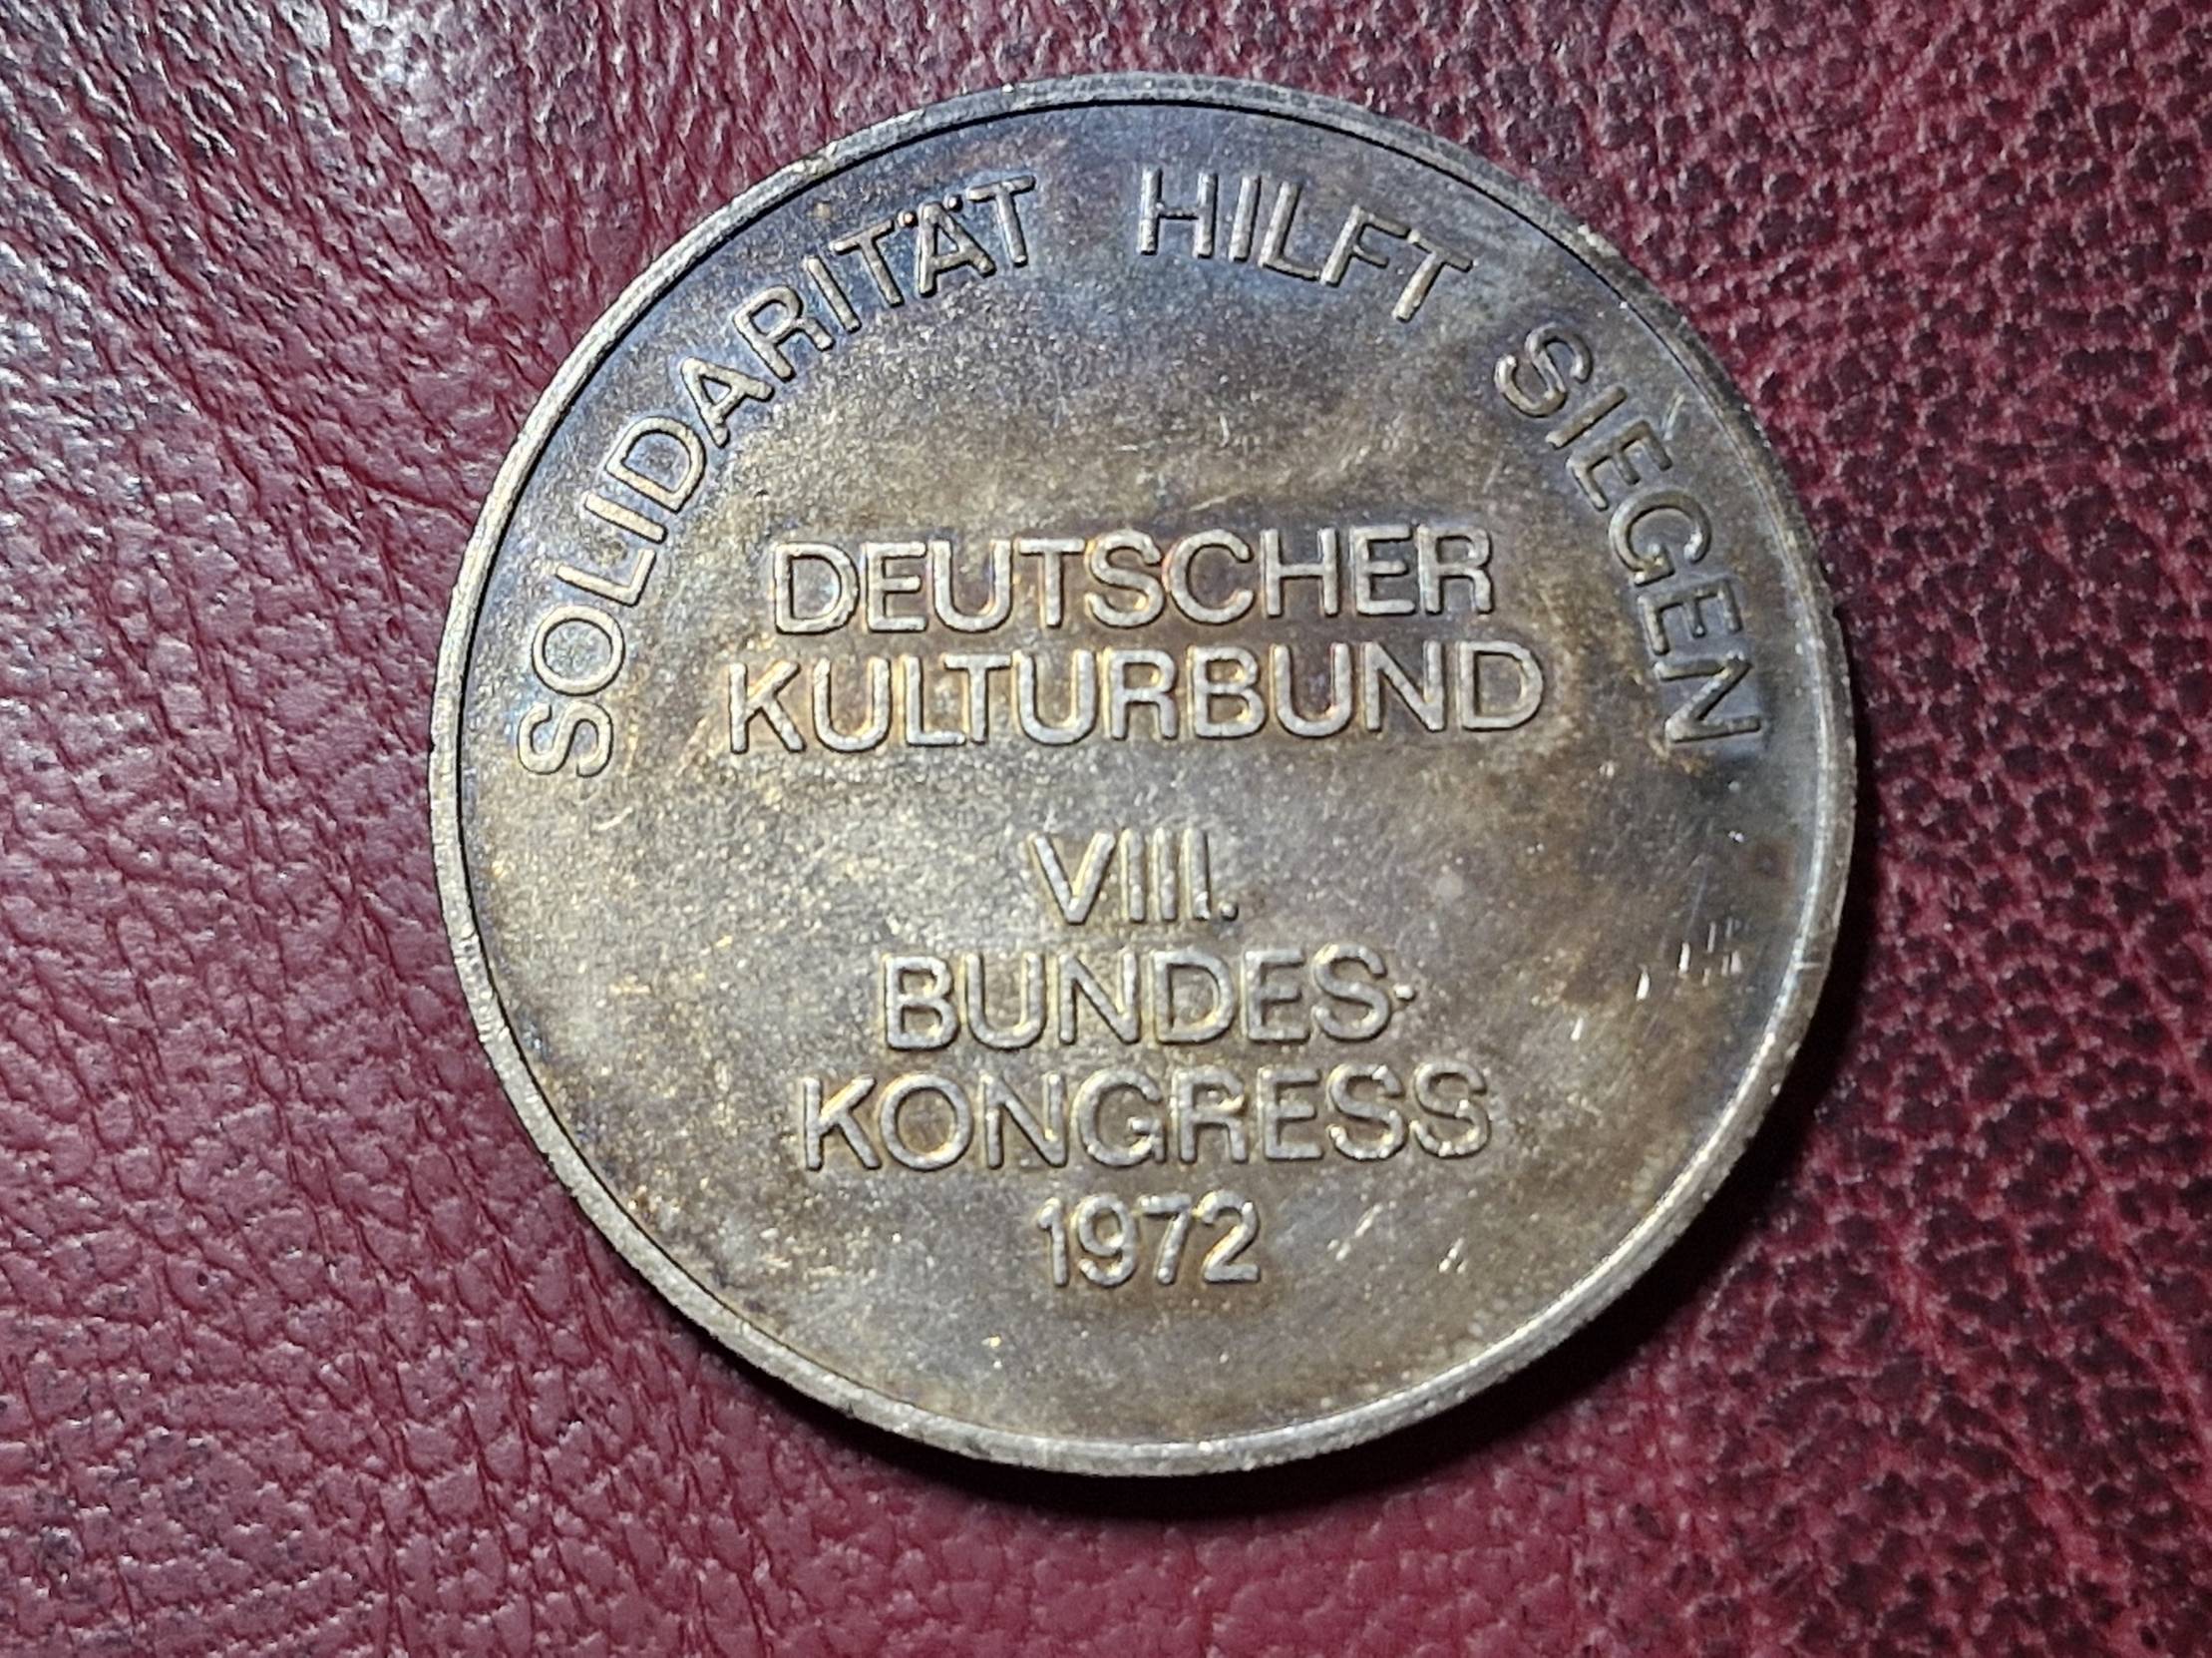 SOLIDARITÄT HILFT SIEGEN
DEUTSCHER
KULTURBUND
VIII.
BUNDES-
KONGRESS
1972